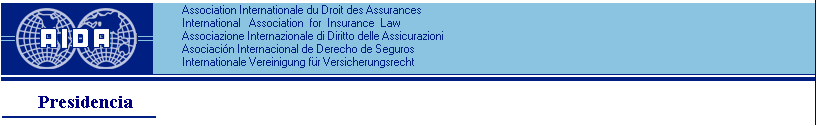 AIDA
Association Internationale du Droit des Assurances
International Association for Insurance Law
Associazione Internazionale di Diritto delle Assicurazioni
Asociación Internacional de Derecho de Seguros
Internationale Vereinigung für Versicherungsrecht
Presidencia